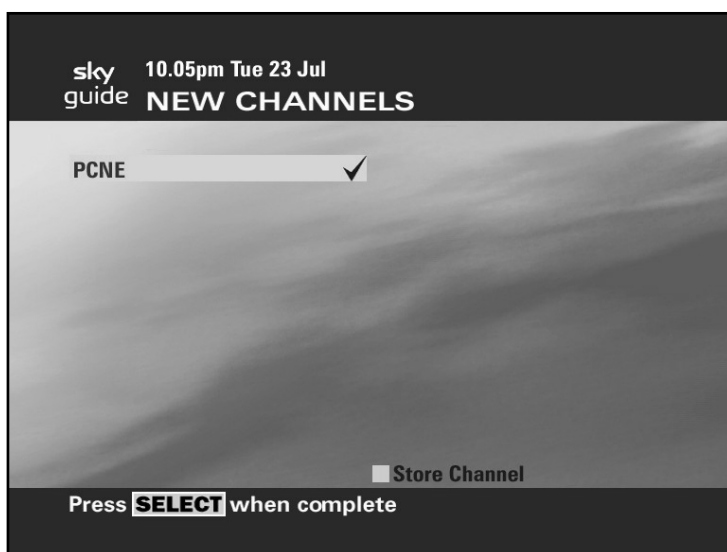 sky 10.05pm Tue 23 Jul
guide NEW CHANNELS
PCNE
Store Channel
Press SELECT when complete